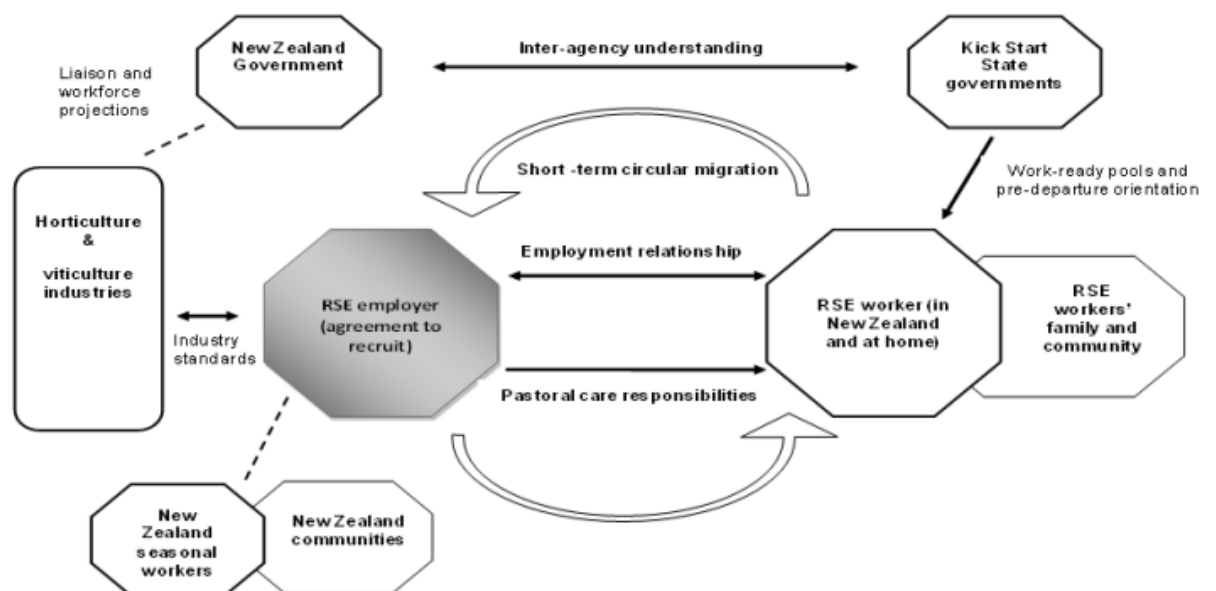 New Zealand
Government
Inter-agency understanding
Kick Start
State
governments
Liaison and
workforce
projections
Short -term circular migration
Work-ready pools and
pre-departure orientation
Horticulture
&
viticulture
industries
Employment relationship
RSE employer
(agreement to
recruit)
RSE worker (in
New Zealand
and at home)
RSE
workers'
family and
community
Industry
standards
Pastoral care responsibilities
New
Zealand
seasonal
workers
New Zealand
communities